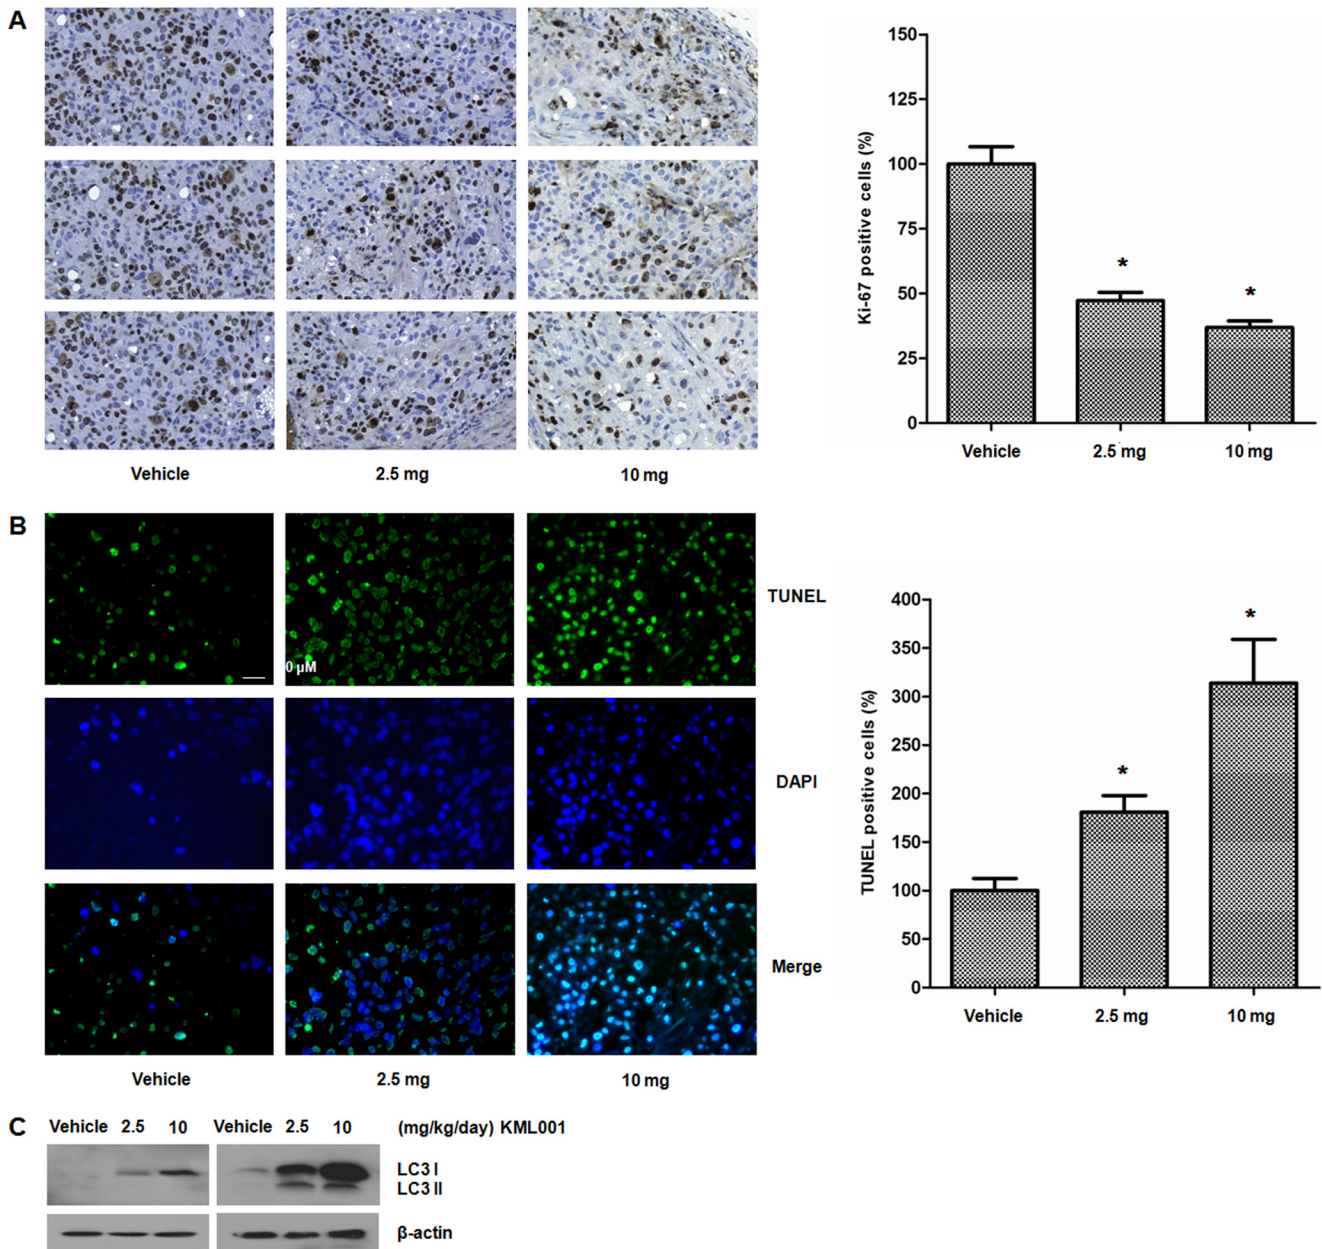 A
Vehicle
2.5 mg
10 mg
Ki-67 positive cells (%)
150
125
100
75
50
25
0
*
*
Vehicle
2.5 mg
10 mg
B
0 µM
TUNEL
DAPI
Merge
Vehicle
2.5 mg
10 mg
TUNEL positive cells (%)
400
350
300
250
200
150
100
50
0
*
*
Vehicle
2.5 mg
10 mg
C
Vehicle 2.5 10 Vehicle 2.5 10 (mg/kg/day) KML001
LC3 I
LC3 II
β-actin